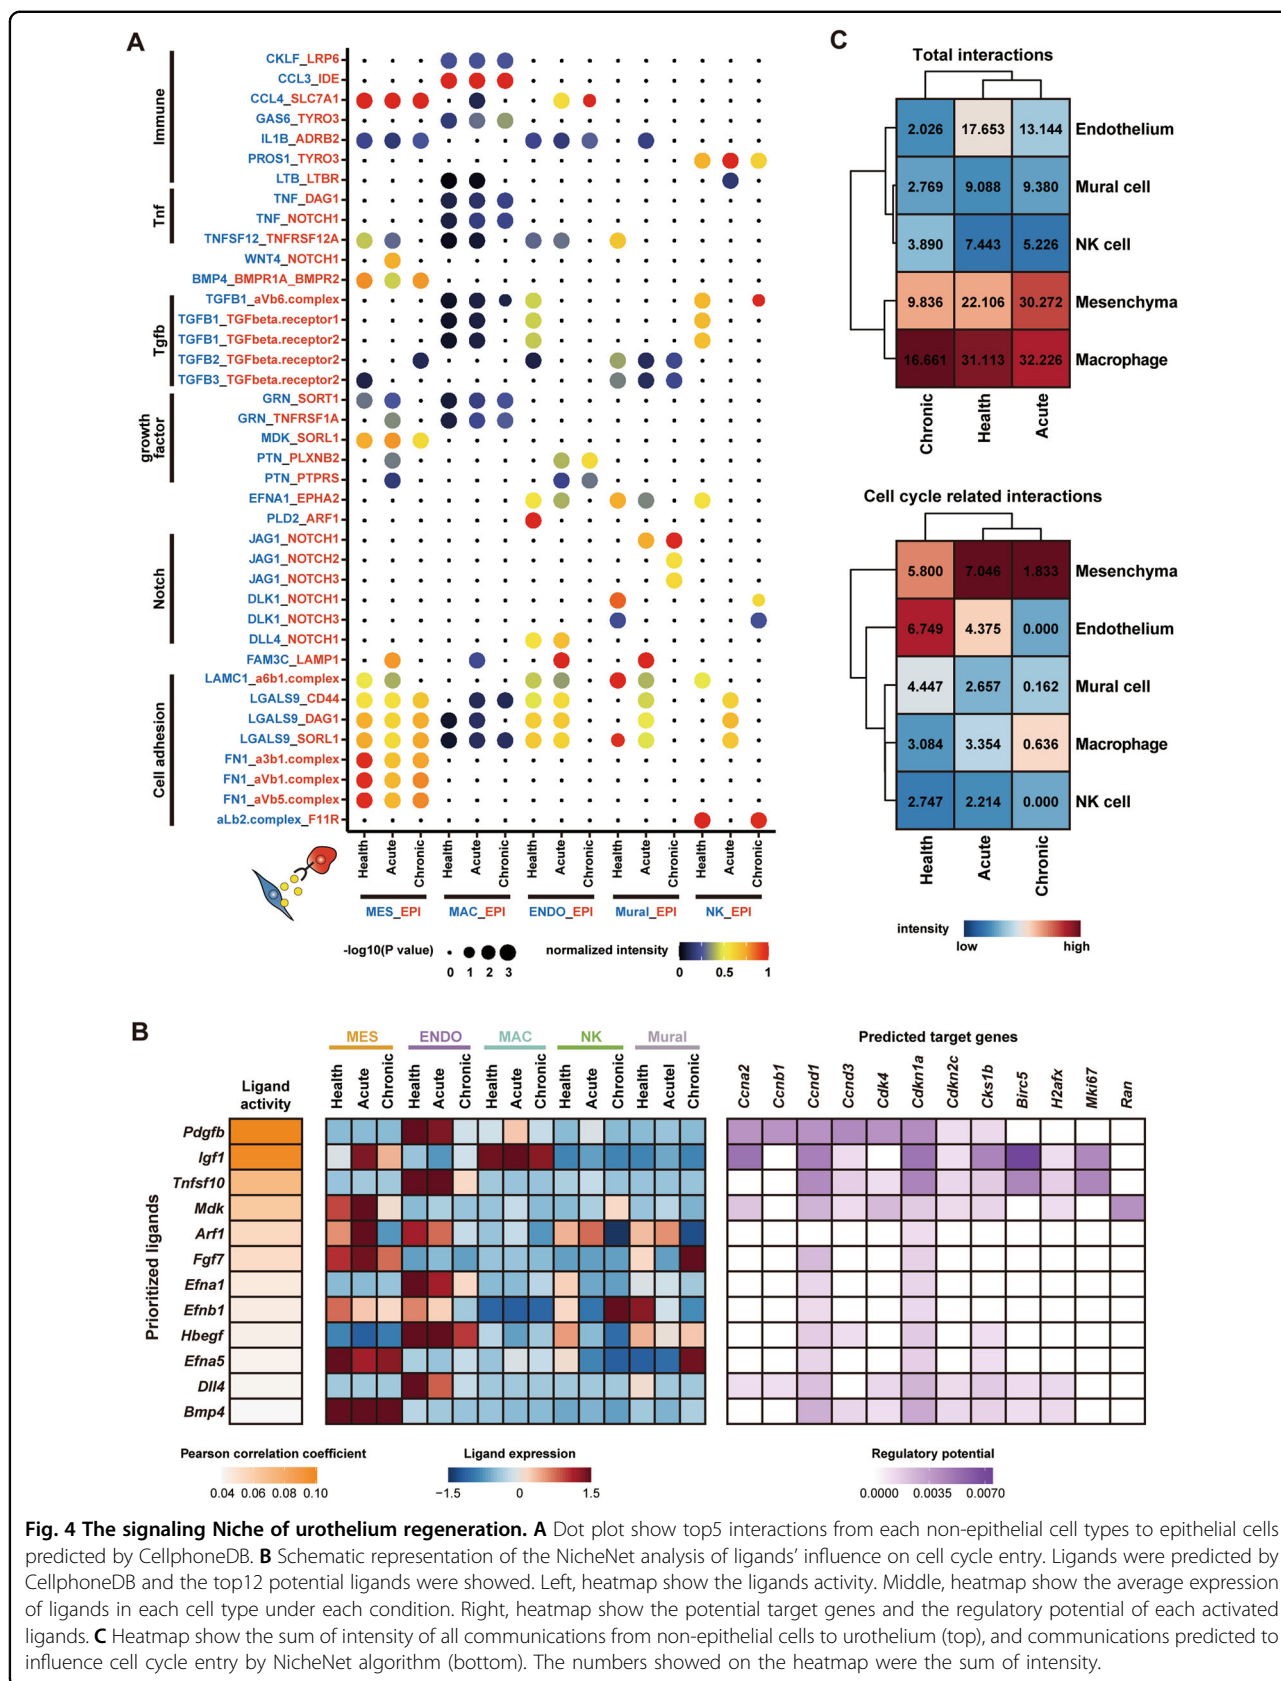 A
Immune
Tnf
Tgfb
growth factor
Notch
Cell adhesion
CKLF_LRP6
CCL3_IDE
CCL4_SLC7A1
GAS6_TYRO3
IL1B_ADRB2
PROS1_TYRO3
LTB_LTBR
TNF_DAG1
TNF_NOTCH1
TNFSF12_TNFRSF12A
WNT4_NOTCH1
BMP4_BMPR1A_BMPR2
TGFB1_aVb6.complex
TGFB1_TGFbeta.receptor1
TGFB1_TGFbeta.receptor2
TGFB2_TGFbeta.receptor2
TGFB3_TGFbeta.receptor2
GRN_SORT1
GRN_TNFRSF1A
MDK_SORL1
PTN_PLXNB2
PTN_PTPRS
EFNA1_EPHA2
PLD2_ARF1
JAG1_NOTCH1
JAG1_NOTCH2
JAG1_NOTCH3
DLK1_NOTCH1
DLK1_NOTCH3
DLL4_NOTCH1
FAM3C_LAMP1
LAMC1_a6b1.complex
LGALS9_CD44
LGALS9_DAG1
LGALS9_SORL1
FN1_a3b1.complex
FN1_aVb1.complex
FN1_aVb5.complex
aLb2.complex_F11R
Health Acute Chronic Health Acute Chronic Health Acute Chronic Health Acute Chronic Health Acute Chronic
MES_EPI MAC_EPI ENDO_EPI Mural_EPI NK_EPI
-log10(P value) 0 1 2 3
normalized intensity 0 0.5 1
C
Total interactions
2.026 17.653 13.144 Endothelium
2.769 9.088 9.380 Mural cell
3.890 7.443 5.226 NK cell
9.836 22.106 30.272 Mesenchyma
16.661 31.113 32.226 Macrophage
Chronic Health Acute
Cell cycle related interactions
5.800 7.046 1.833 Mesenchyma
6.749 4.375 0.000 Endothelium
4.447 2.657 0.162 Mural cell
3.084 3.354 0.636 Macrophage
2.747 2.214 0.000 NK cell
Health Acute Chronic
intensity
low high
B
MES ENDO MAC NK Mural
Predicted target genes
Ligand activity
Health Acute Chronic Health Acute Chronic Health Acute Chronic Health Acute Chronic Health Acutel Chronic
Ccna2 Ccnb1 Ccnd1 Ccnd3 Cdk4 Cdkn1a Cdkn2c Cks1b Birc5 H2afx Mki67 Ran
Prioritized ligands
Pdgfb
Igf1
Tnfsf10
Mdk
Arf1
Fgf7
Efna1
Efnb1
Hbegf
Efna5
Dll4
Bmp4
Pearson correlation coefficient
0.04 0.06 0.08 0.10
Ligand expression
−1.5 0 1.5
Regulatory potential
0.0000 0.0035 0.0070
Fig. 4 The signaling Niche of urothelium regeneration. A Dot plot show top5 interactions from each non-epithelial cell types to epithelial cells
predicted by CellphoneDB. B Schematic representation of the NicheNet analysis of ligands' influence on cell cycle entry. Ligands were predicted by
CellphoneDB and the top12 potential ligands were showed. Left, heatmap show the ligands activity. Middle, heatmap show the average expression
of ligands in each cell type under each condition. Right, heatmap show the potential target genes and the regulatory potential of each activated
ligands. C Heatmap show the sum of intensity of all communications from non-epithelial cells to urothelium (top), and communications predicted to
influence cell cycle entry by NicheNet algorithm (bottom). The numbers showed on the heatmap were the sum of intensity.